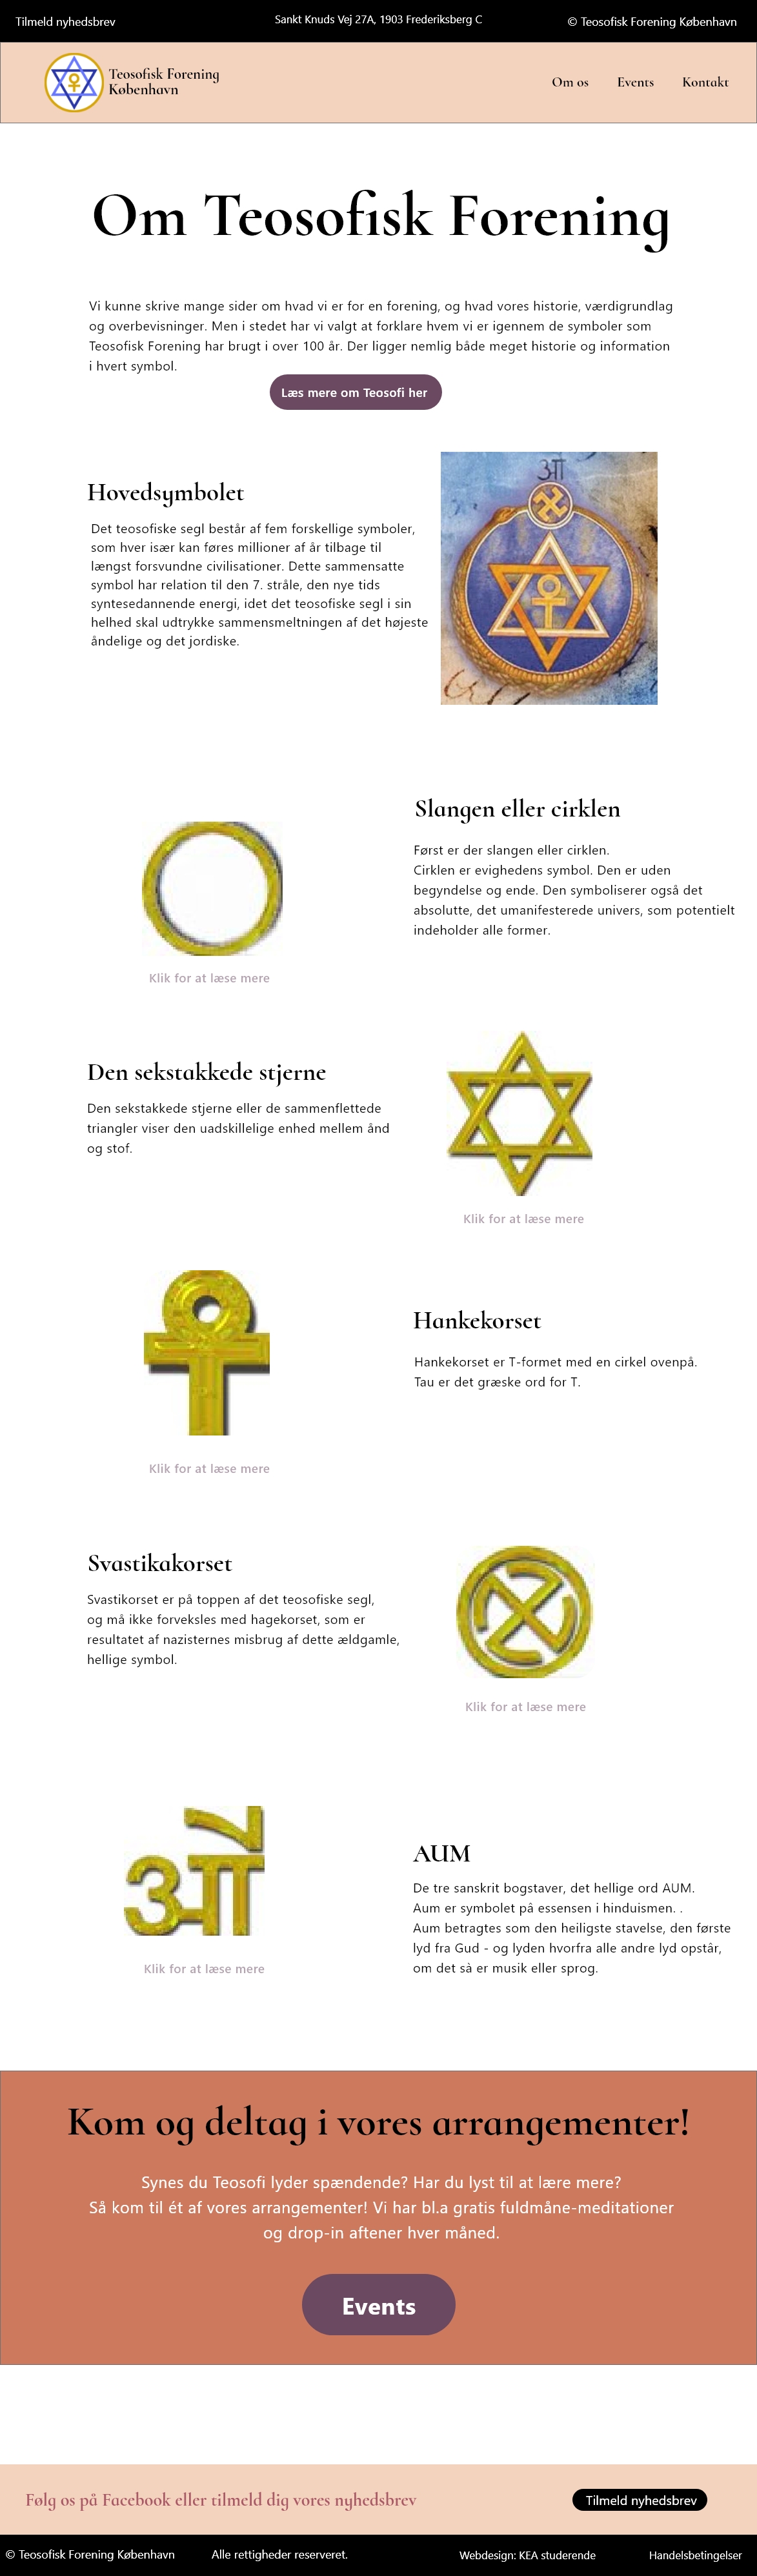 Tilmeld nyhedsbrev
Sankt Knuds Vej 27A, 1903 Frederiksberg C
© Teosofisk Forening København
Teosofisk Forening
København
Om os
Events
Kontakt
Om Teosofisk Forening
Vi kunne skrive mange sider om hvad vi er for en forening, og hvad vores historie, værdigrundlag
og overbevisninger. Men i stedet har vi valgt at forklare hvem vi er igennem de symboler som
Teosofisk Forening har brugt i over 100 år. Der ligger nemlig både meget historie og information
i hvert symbol.
Læs mere om Teosofi her
Hovedsymbolet
Det teosofiske segl består af fem forskellige symboler,
som hver især kan føres millioner af år tilbage til
længst forsvundne civilisationer. Dette sammensatte
symbol har relation til den 7. stråle, den nye tids
syntesedannende energi, idet det teosofiske segl i sin
helhed skal udtrykke sammensmeltningen af det højeste
åndelige og det jordiske.
Slangen eller cirklen
Først er der slangen eller cirklen.
Cirklen er evighedens symbol. Den er uden
begyndelse og ende. Den symboliserer også det
absolutte, det umanifesterede univers, som potentielt
indeholder alle former.
Klik for at læse mere
Den sekstakkede stjerne
Den sekstakkede stjerne eller de sammenflettede
triangler viser den uadskillelige enhed mellem ånd
og stof.
Klik for at læse mere
Hankekorset
Hankekorset er T-formet med en cirkel ovenpå.
Tau er det græske ord for T.
Klik for at læse mere
Svastikakorset
Svastikorset er på toppen af det teosofiske segl,
og må ikke forveksles med hagekorset, som er
resultatet af nazisternes misbrug af dette ældgamle,
hellige symbol.
Klik for at læse mere
AUM
De tre sanskrit bogstaver, det hellige ord AUM.
Aum er symbolet på essensen i hinduismen. .
Aum betragtes som den heiligste stavelse, den første
lyd fra Gud - og lyden hvorfra alle andre lyd opstår,
om det så er musik eller sprog.
Klik for at læse mere
Kom og deltag i vores arrangementer!
Synes du Teosofi lyder spændende? Har du lyst til at lære mere?
Så kom til ét af vores arrangementer! Vi har bl.a gratis fuldmåne-meditationer
og drop-in aftener hver måned.
Events
Følg os på Facebook eller tilmeld dig vores nyhedsbrev
Tilmeld nyhedsbrev
© Teosofisk Forening København
Alle rettigheder reserveret.
Webdesign: KEA studerende
Handelsbetingelser